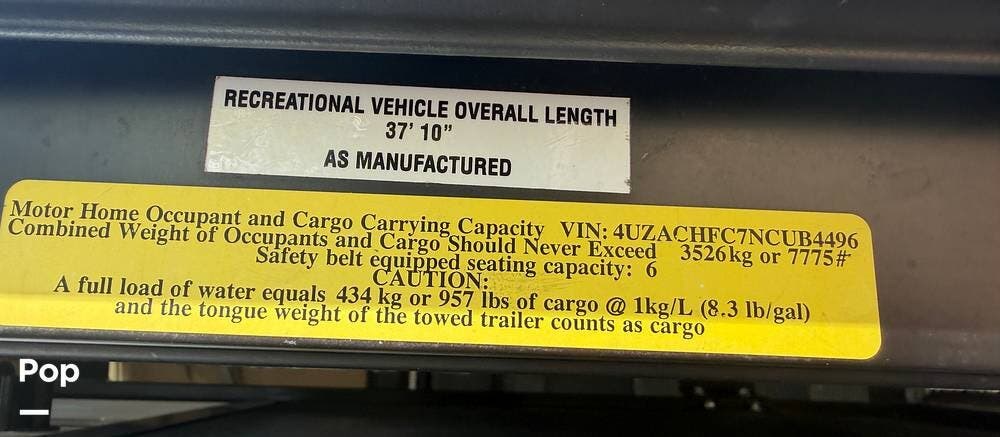 RECREATIONAL VEHICLE OVERALL LENGTH
37' 10"
AS MANUFACTURED
Motor Home Occupant and Cargo Carrying Capacity VIN: 4UZACHFC7NCUB4496
Combined Weight of Occupants and Cargo Should Never Exceed 3526kg or 7775#
Safety belt equipped seating capacity: 6
CAUTION:
A full load of water equals 434 kg or 957 lbs of cargo @ 1kg/L (8.3 lb/gal)
and the tongue weight of the towed trailer counts as cargo
Pop